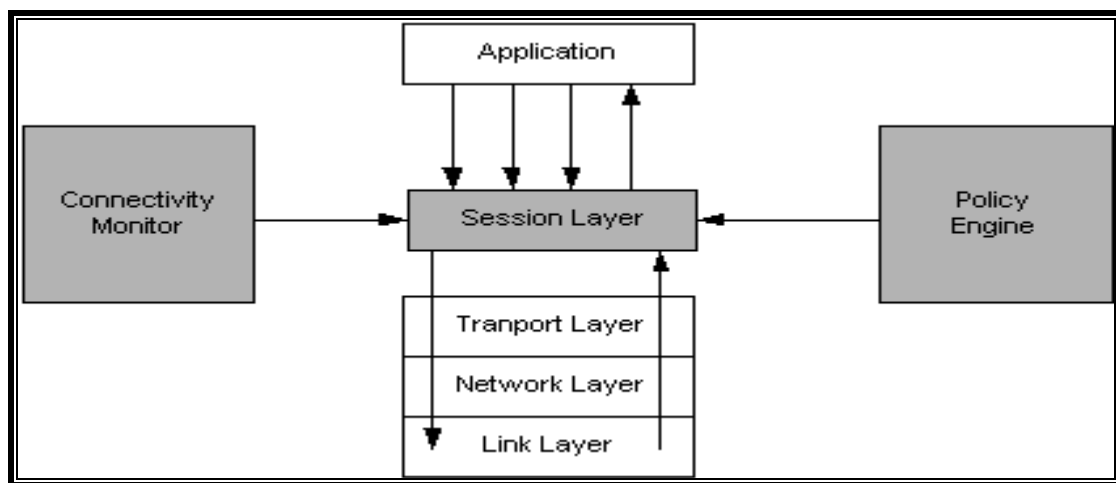 Application
Connectivity
Monitor
Session Layer
Policy
Engine
Tranport Layer
Network Layer
Link Layer